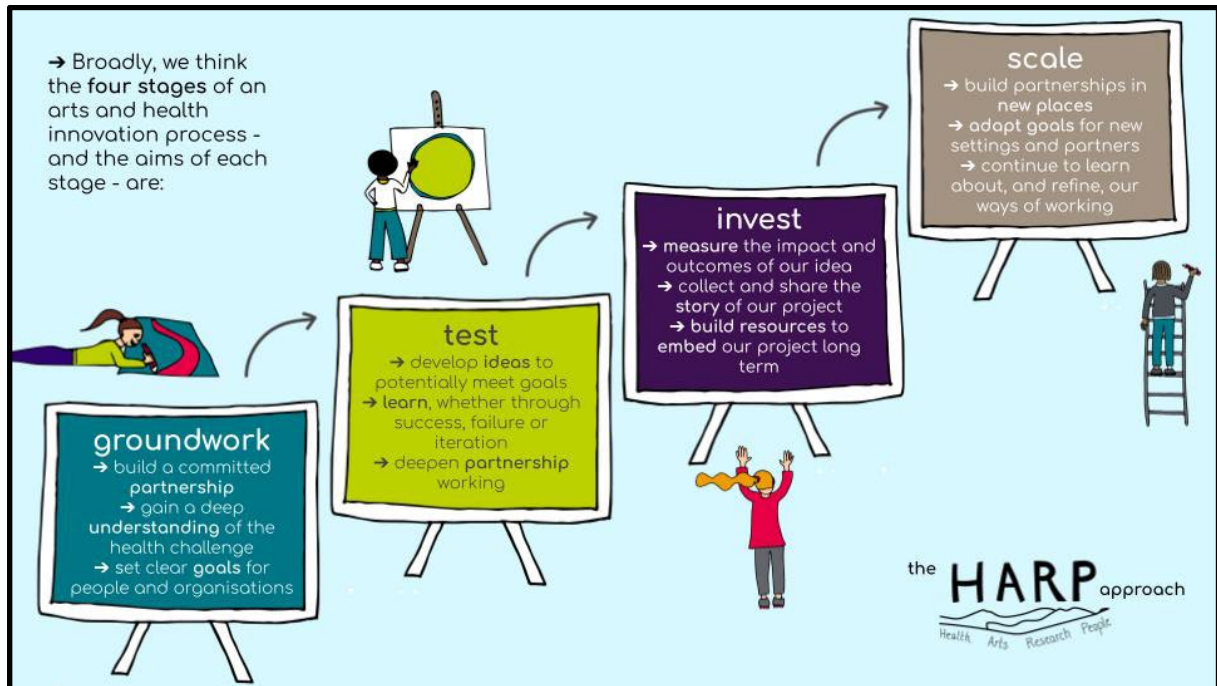 → Broadly, we think
the four stages of an
arts and health
innovation process -
and the aims of each
stage - are:
groundwork
→ build a committed
partnership
→ gain a deep
understanding of the
health challenge
→ set clear goals for
people and organisations
test
→ develop ideas to
potentially meet goals
→ learn, whether through
success, failure or
iteration
→ deepen partnership
working
invest
→ measure the impact and
outcomes of our idea
→ collect and share the
story of our project
→ build resources to
embed our project long
term
scale
→ build partnerships in
new places
→ adapt goals for new
settings and partners
→ continue to learn
about, and refine, our
ways of working
the HARP approach
Health Arts Research People